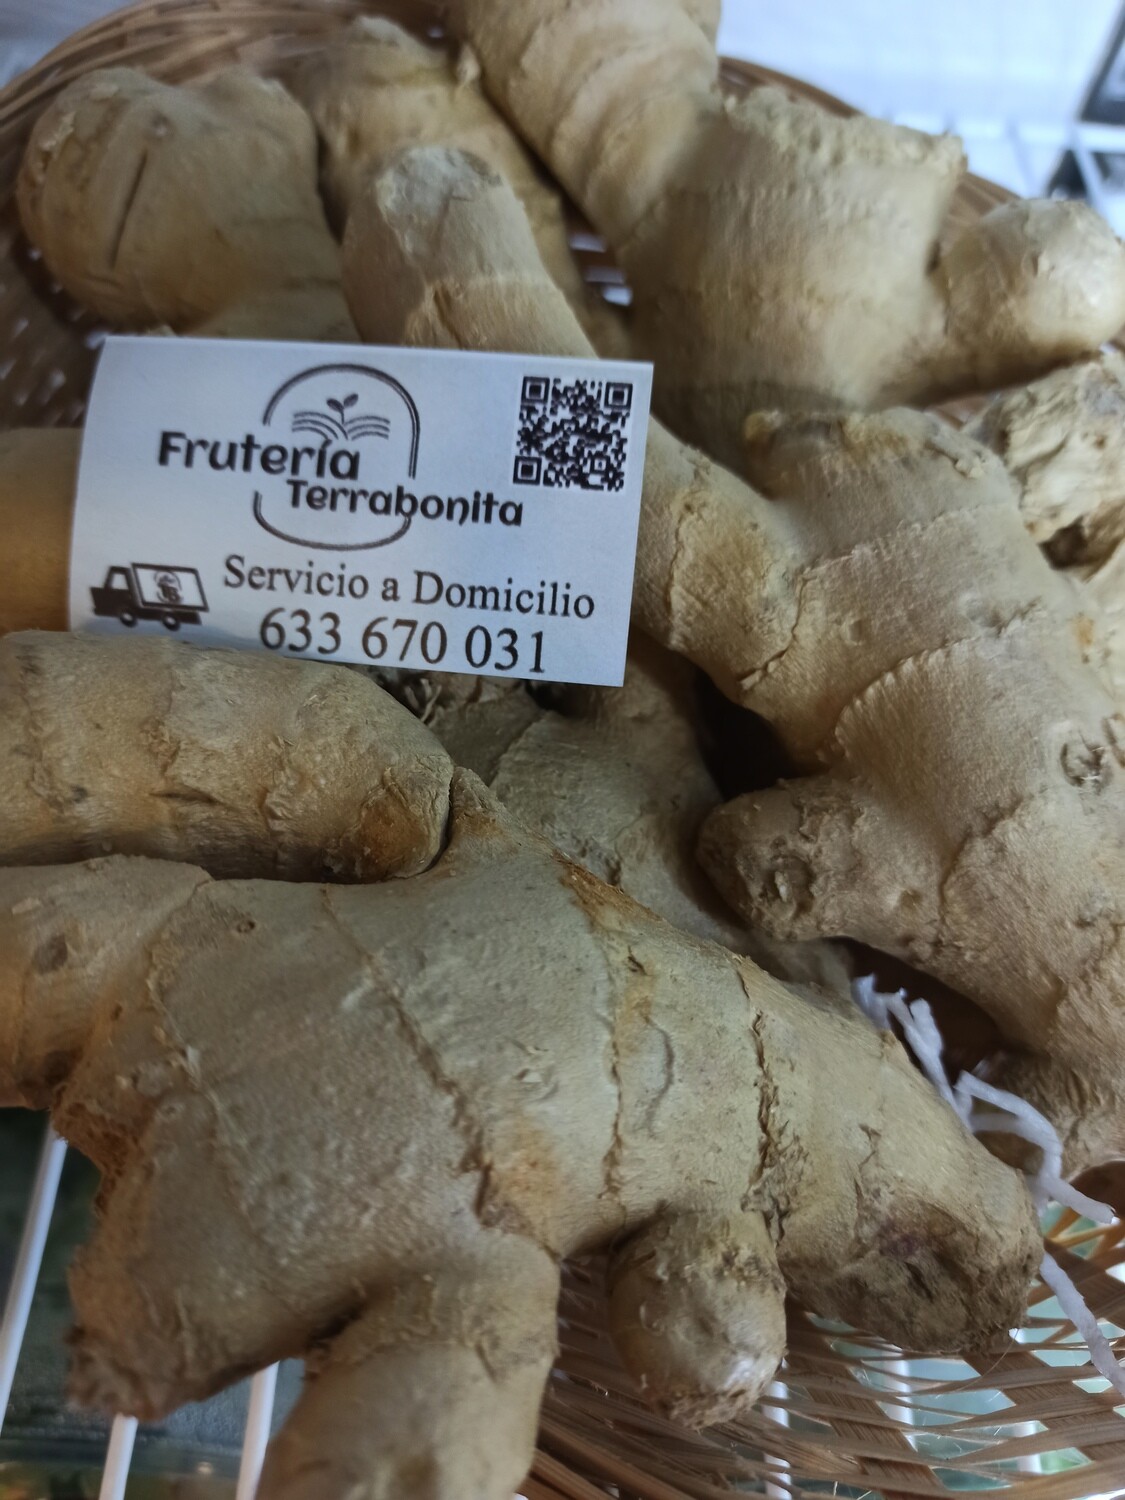 Frutería
Terrabonita
Servicio a Domicilio
633 670 031